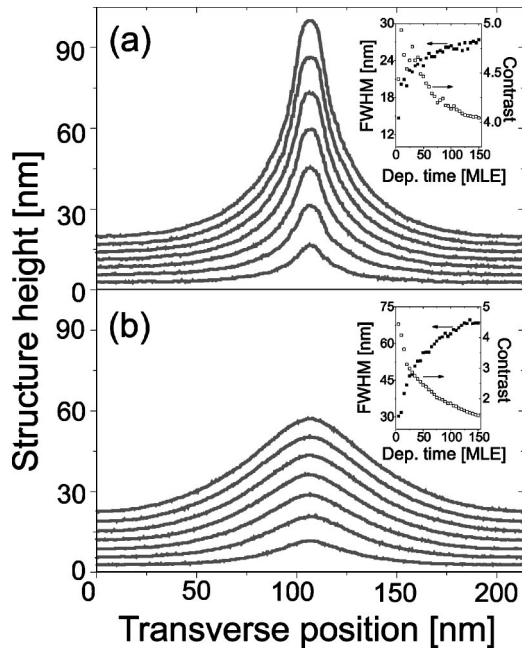 (a)
90
60
30
0
Structure height [nm]
30
27
24
21
18
15
12
FWHM [nm]
5.0
4.5
4.0
Contrast
0 50 100 150
Dep. time [MLE]
(b)
90
60
30
0
75
60
45
30
FWHM [nm]
5
4
3
2
Contrast
0 50 100 150
Dep. time [MLE]
0 50 100 150 200
Transverse position [nm]